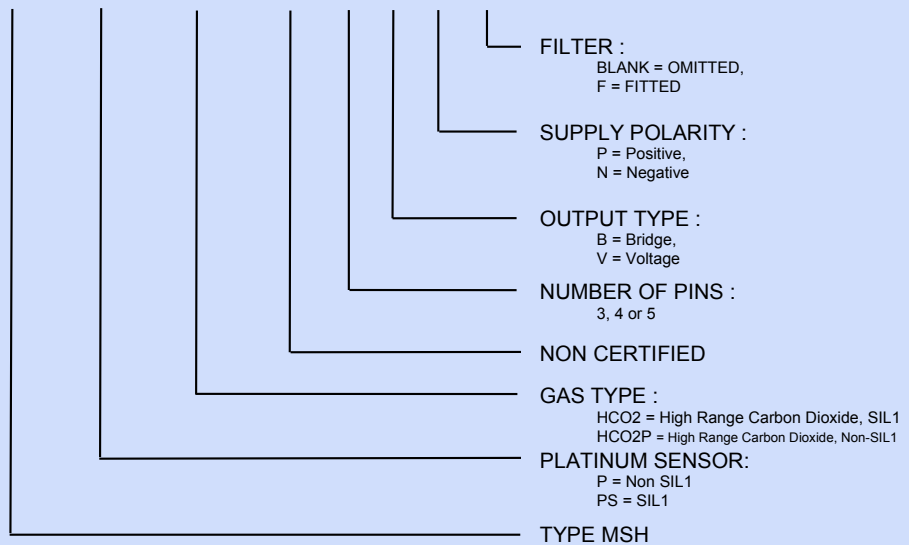 FILTER :
BLANK = OMITTED,
F = FITTED
SUPPLY POLARITY :
P = Positive,
N = Negative
OUTPUT TYPE :
B = Bridge,
V = Voltage
NUMBER OF PINS :
3, 4 or 5
NON CERTIFIED
GAS TYPE :
HCO2 = High Range Carbon Dioxide, SIL1
HCO2P = High Range Carbon Dioxide, Non-SIL1
PLATINUM SENSOR:
P = Non SIL1
PS = SIL1
TYPE MSH